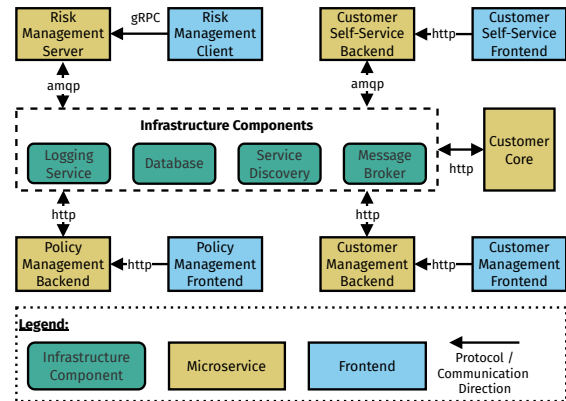 Risk
Management
Server
gRPC
Risk
Management
Client
Customer
Self-Service
Backend
http
Customer
Self-Service
Frontend
amqp
amqp
Infrastructure Components
Logging
Service
Database
Service
Discovery
Message
Broker
http
Customer
Core
http
http
Policy
Management
Backend
http
Policy
Management
Frontend
Customer
Management
Backend
http
Customer
Management
Frontend
Legend:
Infrastructure
Component
Microservice
Frontend
Protocol /
Communication
Direction